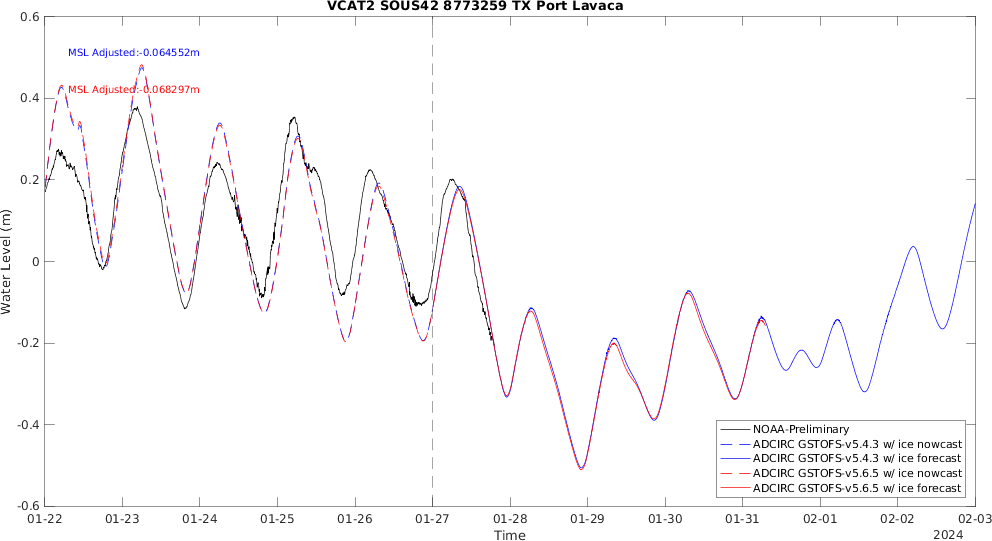 VCAT2 SOUS42 8773259 TX Port Lavaca
MSL Adjusted:-0.064552m
MSL Adjusted:-0.068297m
Water Level (m)
0.6
0.4
0.2
0
-0.2
-0.4
-0.6
NOAA-Preliminary
ADCIRC GSTOFS-v5.4.3 w/ ice nowcast
ADCIRC GSTOFS-v5.4.3 w/ ice forecast
ADCIRC GSTOFS-v5.6.5 w/ ice nowcast
ADCIRC GSTOFS-v5.6.5 w/ ice forecast
01-22 01-23 01-24 01-25 01-26 01-27 01-28 01-29 01-30 01-31 02-01 02-02 02-03
Time
2024